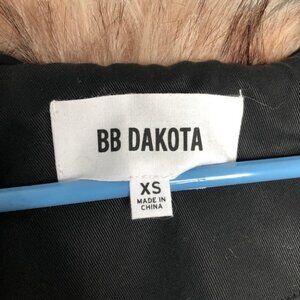 BB DAKOTA
XS
MADE IN
CHINA